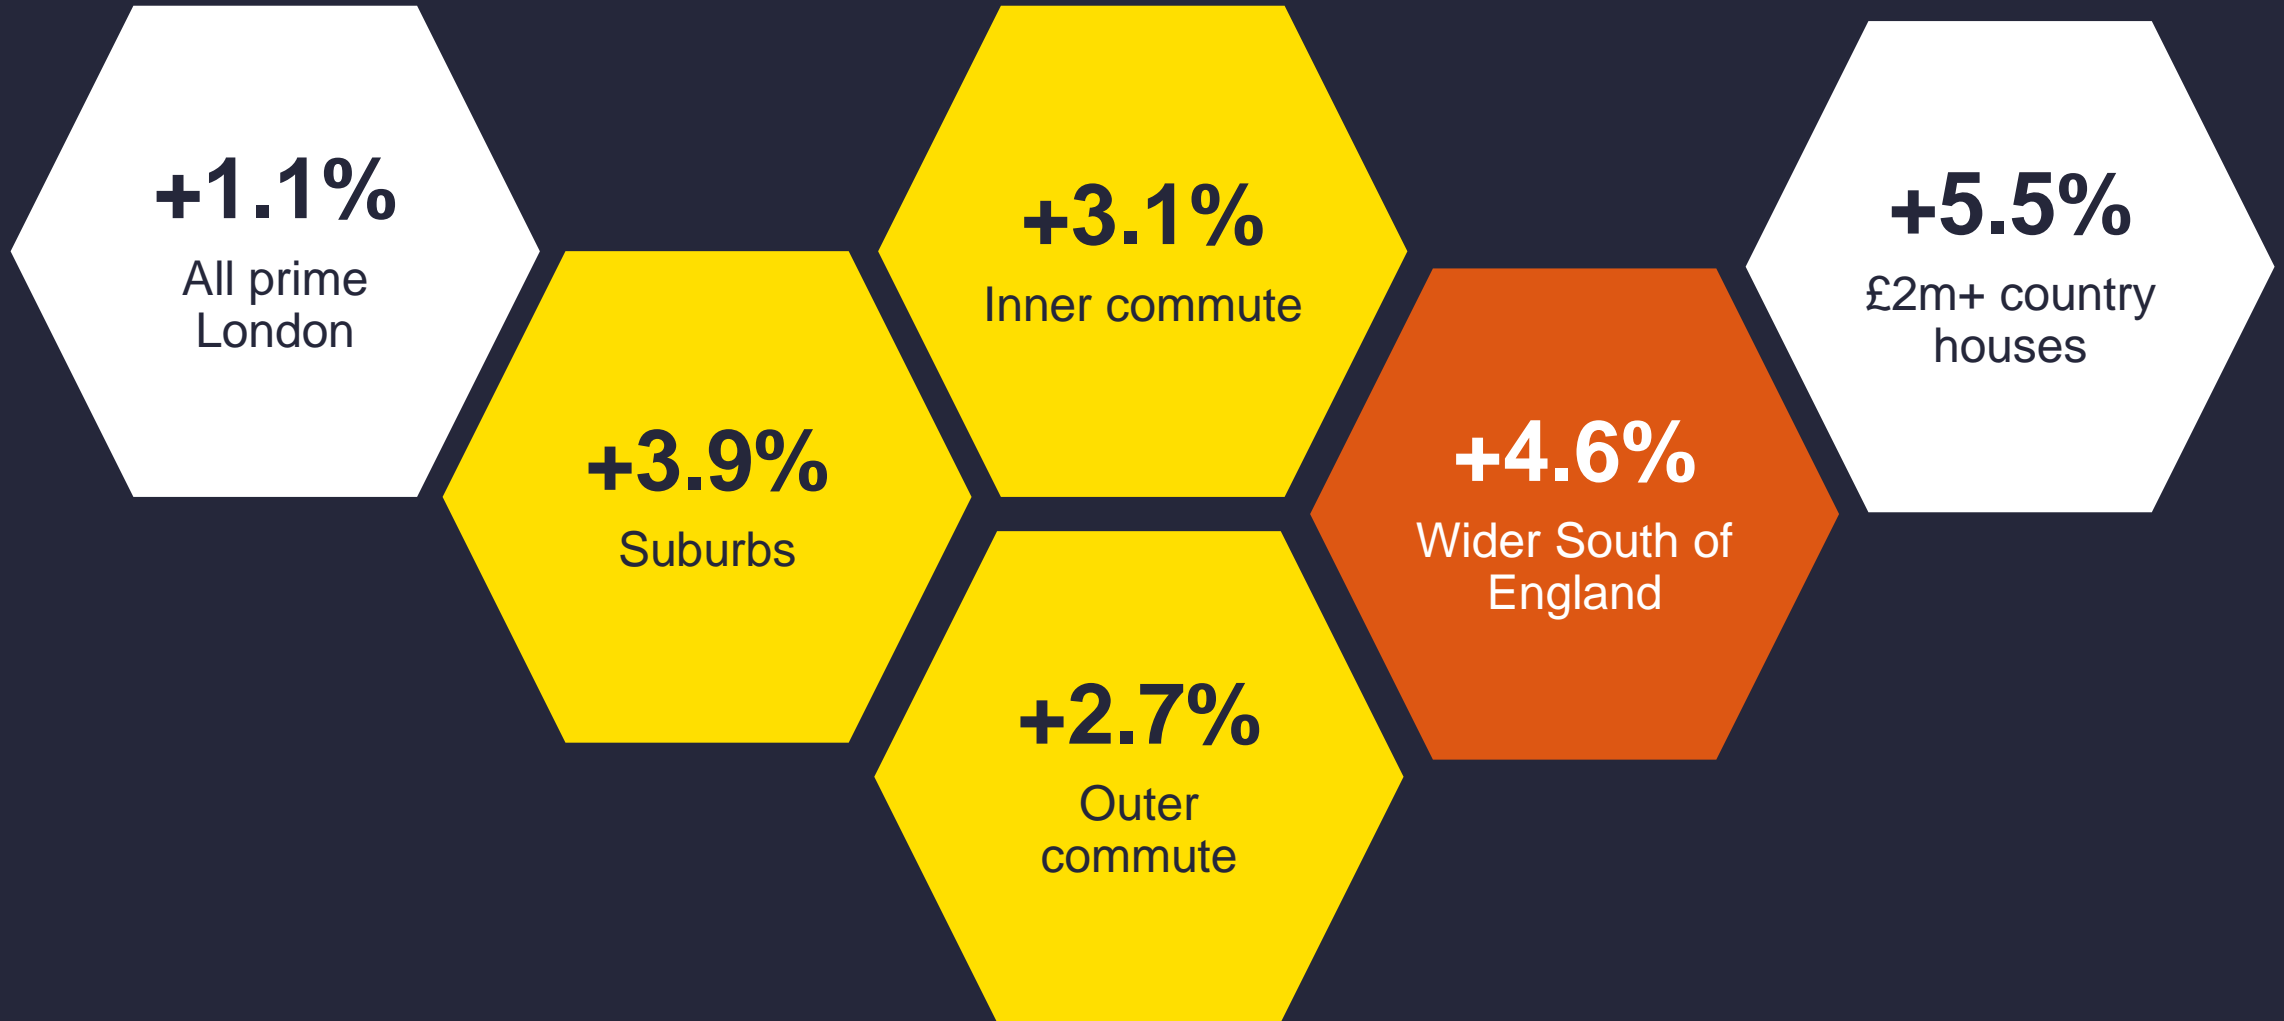 +1.1%
All prime
London
+3.9%
Suburbs
+3.1%
Inner commute
+2.7%
Outer
commute
+4.6%
Wider South of
England
+5.5%
£2m+ country
houses